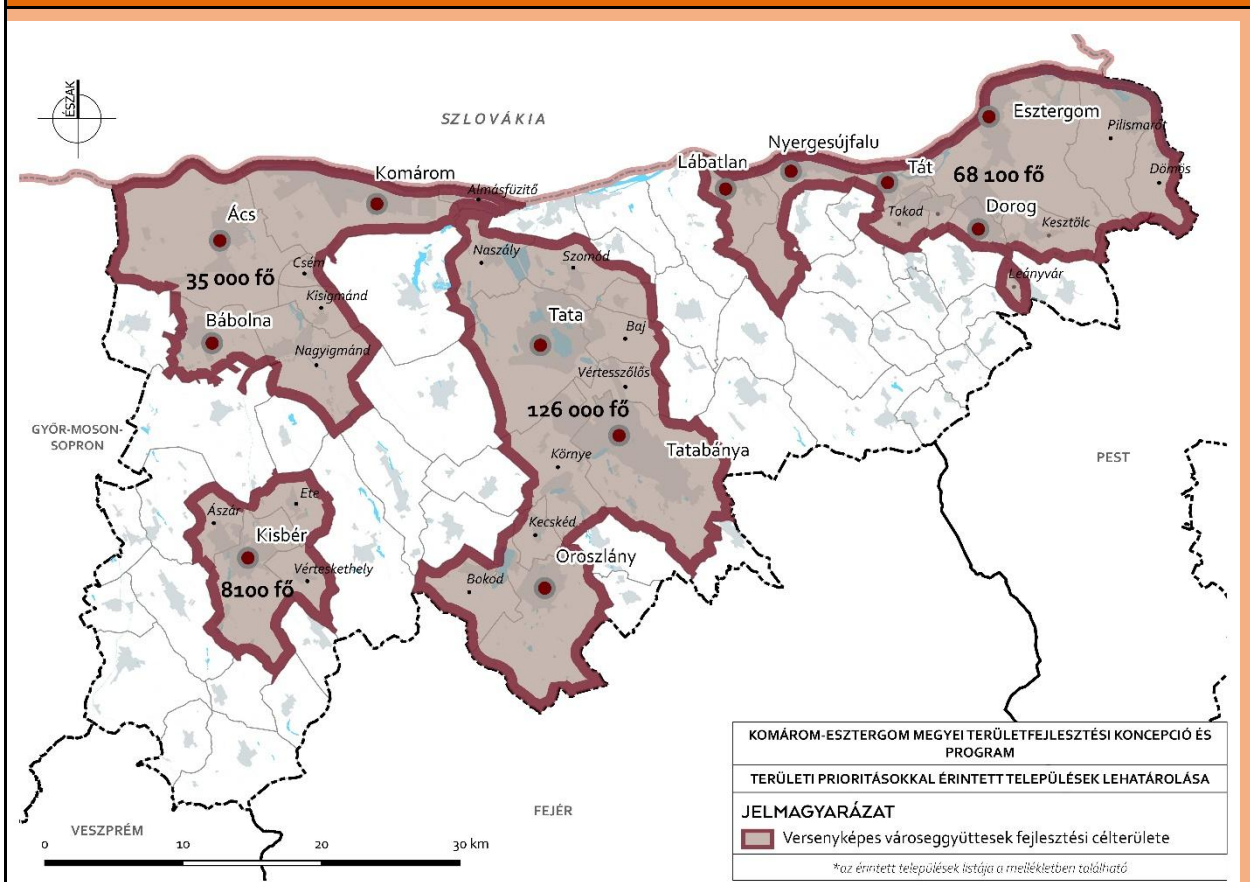 ÉSZAK
SZLOVÁKIA
Esztergom
Pilismarót
Nyergesújfalu
Lábatlan
Tát
68 100 fő
Dömös
Komárom
Almásfüzitő
Tokod
Dorog
Kesztölc
Ács
Naszály
Szomód
Csém
35 000 fő
Leányvár
Kisigmánd
Bábolna
Tata
Baj
Nagyigmánd
Vértesszőlős
126 000 fő
GYŐR-MOSON-
SOPRON
Környe
Tatabánya
PEST
Ete
Ászár
Kecskéd
Kisbér
Oroszlány
8100 fő
Vérteskethely
Bokod
KOMÁROM-ESZTERGOM MEGYEI TERÜLETFEJLESZTÉSI KONCEPCIÓ ÉS
PROGRAM
TERÜLETI PRIORITÁSOKKAL ÉRINTETT TELEPÜLÉSEK LEHATÁROLÁSA
JELMAGYARÁZAT
Versenyképes városeggyüttesek fejlesztési célterülete
*az érintett települések listája a mellékletben található
FEJÉR
VESZPRÉM
0 10 20 30 km